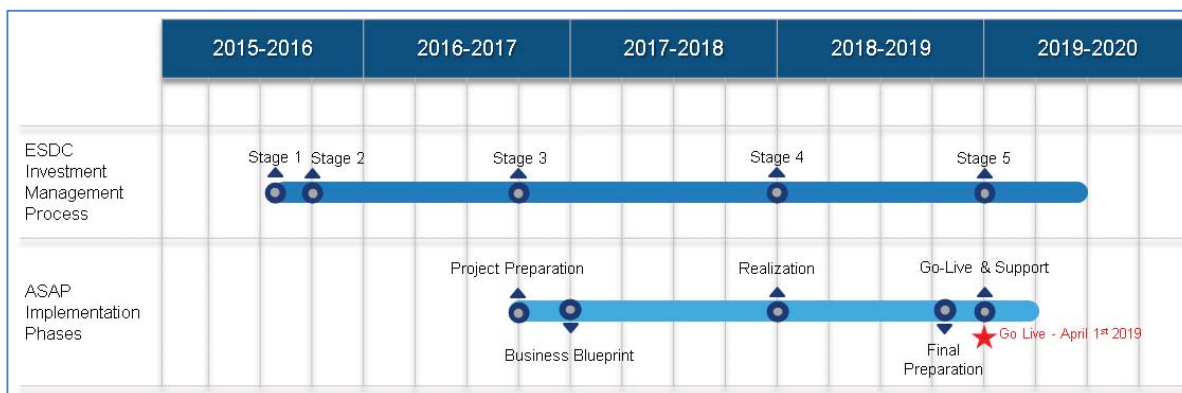 2015-2016
2016-2017
2017-2018
2018-2019
2019-2020
ESDC
Investment
Management
Process
Stage 1
Stage 2
Stage 3
Stage 4
Stage 5
ASAP
Implementation
Phases
Project Preparation
Realization
Go-Live & Support
Business Blueprint
Final
Preparation
Go Live - April 1st 2019